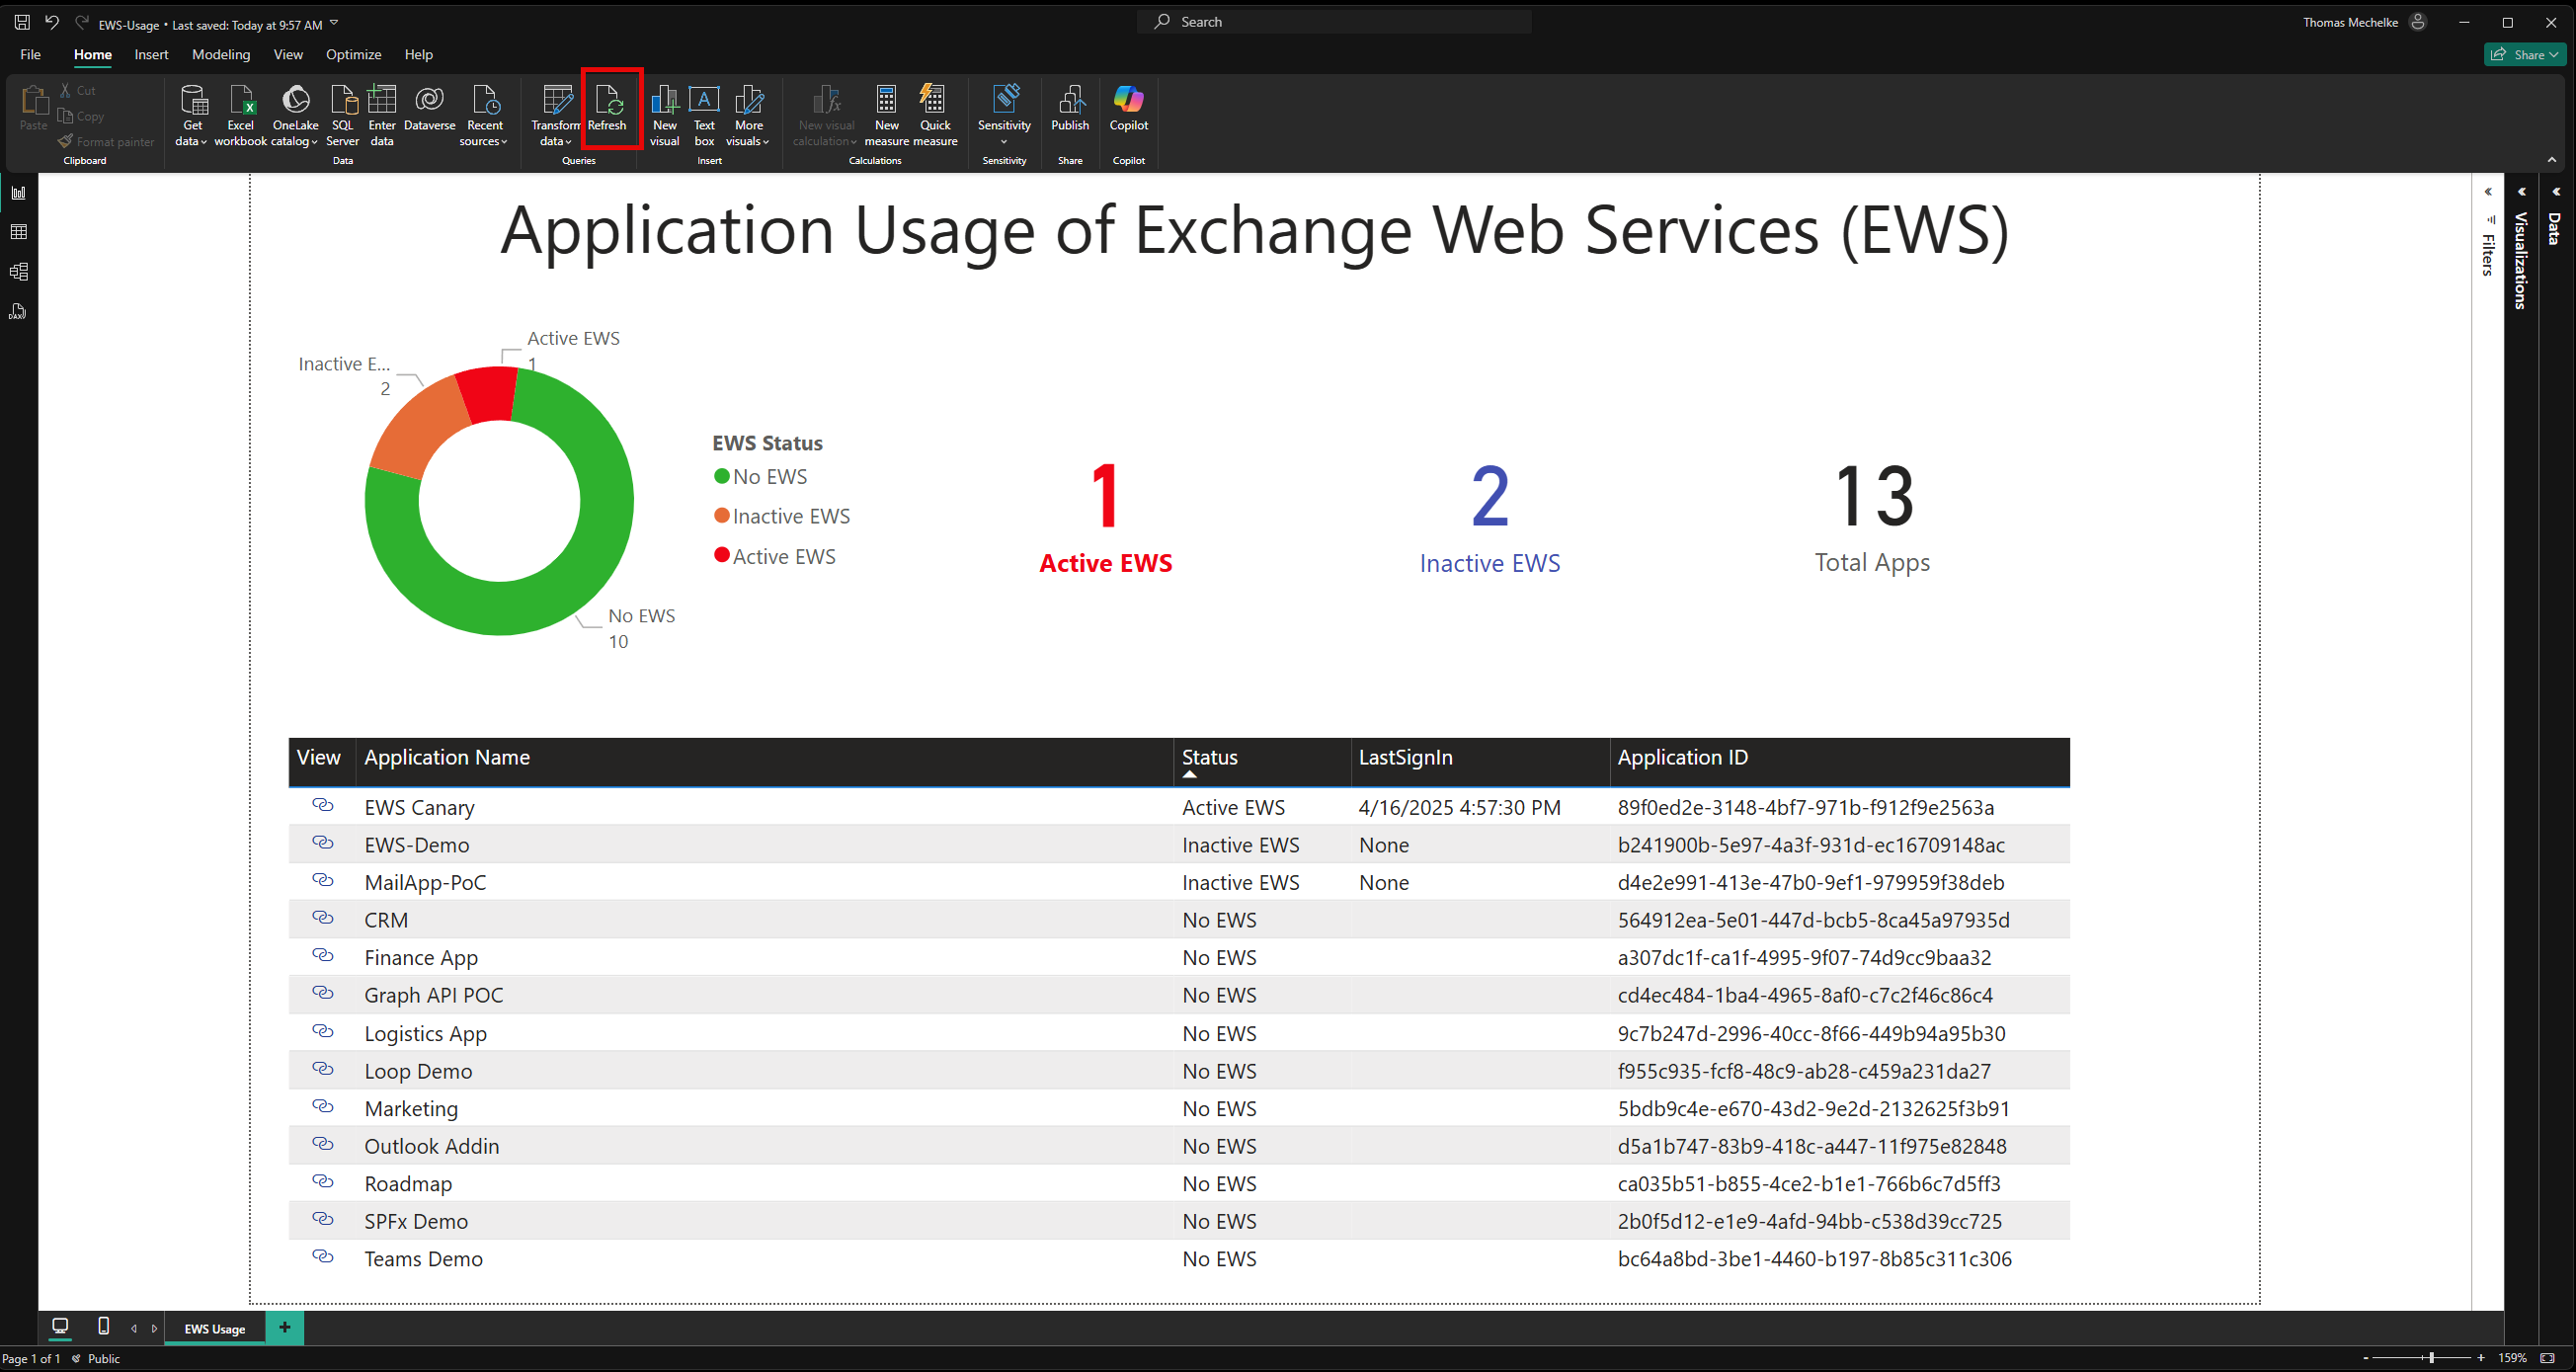 EWS-Usage • Last saved: Today at 9:57 AM
Search
Thomas Mechelke
File
Home
Insert
Modeling
View
Optimize
Help
Share
Paste
Cut
Copy
Format painter
Clipboard
Get data
Excel workbook
OneLake catalog
SQL Server
Enter data
Dataverse
Recent sources
Data
Transform data
Refresh
Queries
New visual
Text box
More visuals
Insert
New visual calculation
New measure
Quick measure
Calculations
Sensitivity
Sensitivity
Publish
Share
Copilot
Copilot
Application Usage of Exchange Web Services (EWS)
Filters
Visualizations
Data
Active EWS
1
Inactive E...
2
No EWS
10
EWS Status
No EWS
Inactive EWS
Active EWS
1
Active EWS
2
Inactive EWS
13
Total Apps
View Application Name Status LastSignIn Application ID
EWS Canary Active EWS 4/16/2025 4:57:30 PM 89f0ed2e-3148-4bf7-971b-f912f9e2563a
EWS-Demo Inactive EWS None b241900b-5e97-4a3f-931d-ec16709148ac
MailApp-PoC Inactive EWS None d4e2e991-413e-47b0-9ef1-979959f38deb
CRM No EWS 564912ea-5e01-447d-bcb5-8ca45a97935d
Finance App No EWS a307dc1f-ca1f-4995-9f07-74d9cc9baa32
Graph API POC No EWS cd4ec484-1ba4-4965-8af0-c7c2f46c86c4
Logistics App No EWS 9c7b247d-2996-40cc-8f66-449b94a95b30
Loop Demo No EWS f955c935-fcf8-48c9-ab28-c459a231da27
Marketing No EWS 5bdb9c4e-e670-43d2-9e2d-2132625f3b91
Outlook Addin No EWS d5a1b747-83b9-418c-a447-11f975e82848
Roadmap No EWS ca035b51-b855-4ce2-b1e1-766b6c7d5ff3
SPFx Demo No EWS 2b0f5d12-e1e9-4afd-94bb-c538d39cc725
Teams Demo No EWS bc64a8bd-3be1-4460-b197-8b85c311c306
EWS Usage
+
Page 1 of 1 Public
- + 159%